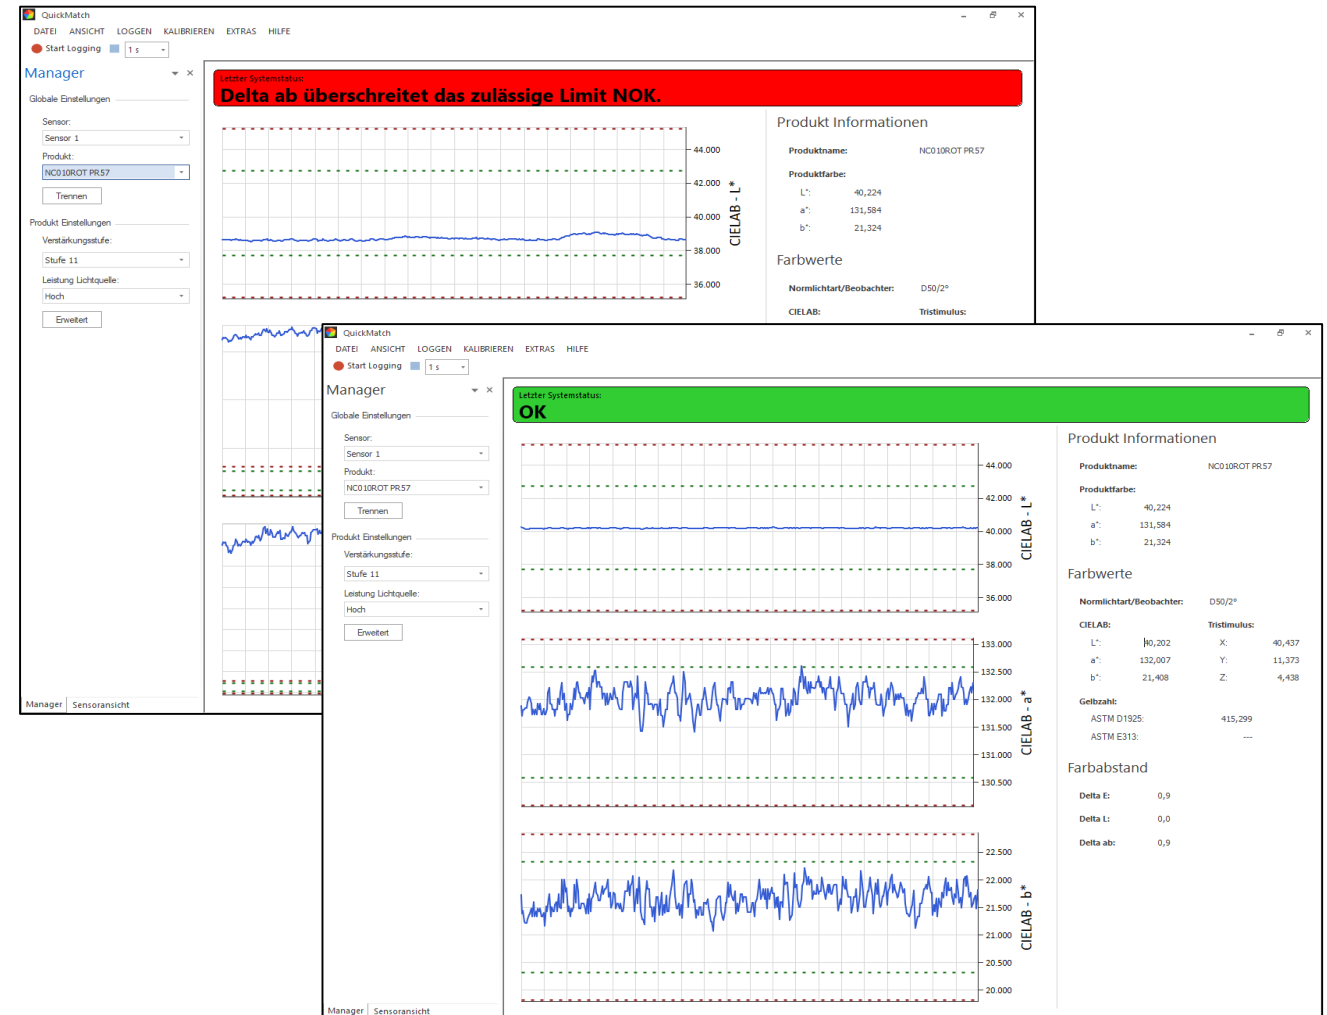 QuickMatch
DATEI ANSICHT LOGGEN KALIBRIEREN EXTRAS HILFE
Start Logging 1 s
Manager
Globale Einstellungen
Sensor:
Sensor 1
Produkt:
NC010ROT PR57
Trennen
Produkt Einstellungen
Verstärkungsstufe:
Stufe 11
Leistung Lichtquelle:
Hoch
Erweitert
Manager Sensoransicht
Letzter Systemstatus:
Delta ab überschreitet das zulässige Limit NOK.
44.000
42.000
40.000
38.000
36.000
CIELAB - L*
Produkt Informationen
Produktname: NC010ROT PR57
Produktfarbe:
L*: 40,224
a*: 131,584
b*: 21,324
Farbwerte
Normlichtart/Beobachter: D50/2°
CIELAB: Tristimulus:
QuickMatch
DATEI ANSICHT LOGGEN KALIBRIEREN EXTRAS HILFE
Start Logging 1 s
Manager
Globale Einstellungen
Sensor:
Sensor 1
Produkt:
NC010ROT PR57
Trennen
Produkt Einstellungen
Verstärkungsstufe:
Stufe 11
Leistung Lichtquelle:
Hoch
Erweitert
Manager Sensoransicht
Letzter Systemstatus:
OK
44.000
42.000
40.000
38.000
36.000
CIELAB - L*
133.000
132.500
132.000
131.500
131.000
130.500
CIELAB - a*
22.500
22.000
21.500
21.000
20.500
20.000
CIELAB - b*
Produkt Informationen
Produktname: NC010ROT PR57
Produktfarbe:
L*: 40,224
a*: 131,584
b*: 21,324
Farbwerte
Normlichtart/Beobachter: D50/2°
CIELAB: Tristimulus:
L*: 40,202 X: 40,437
a*: 132,007 Y: 11,373
b*: 21,408 Z: 4,438
Gelbzahl:
ASTM D1925: 415,299
ASTM E313: ---
Farbabstand
Delta E: 0,9
Delta L: 0,0
Delta ab: 0,9